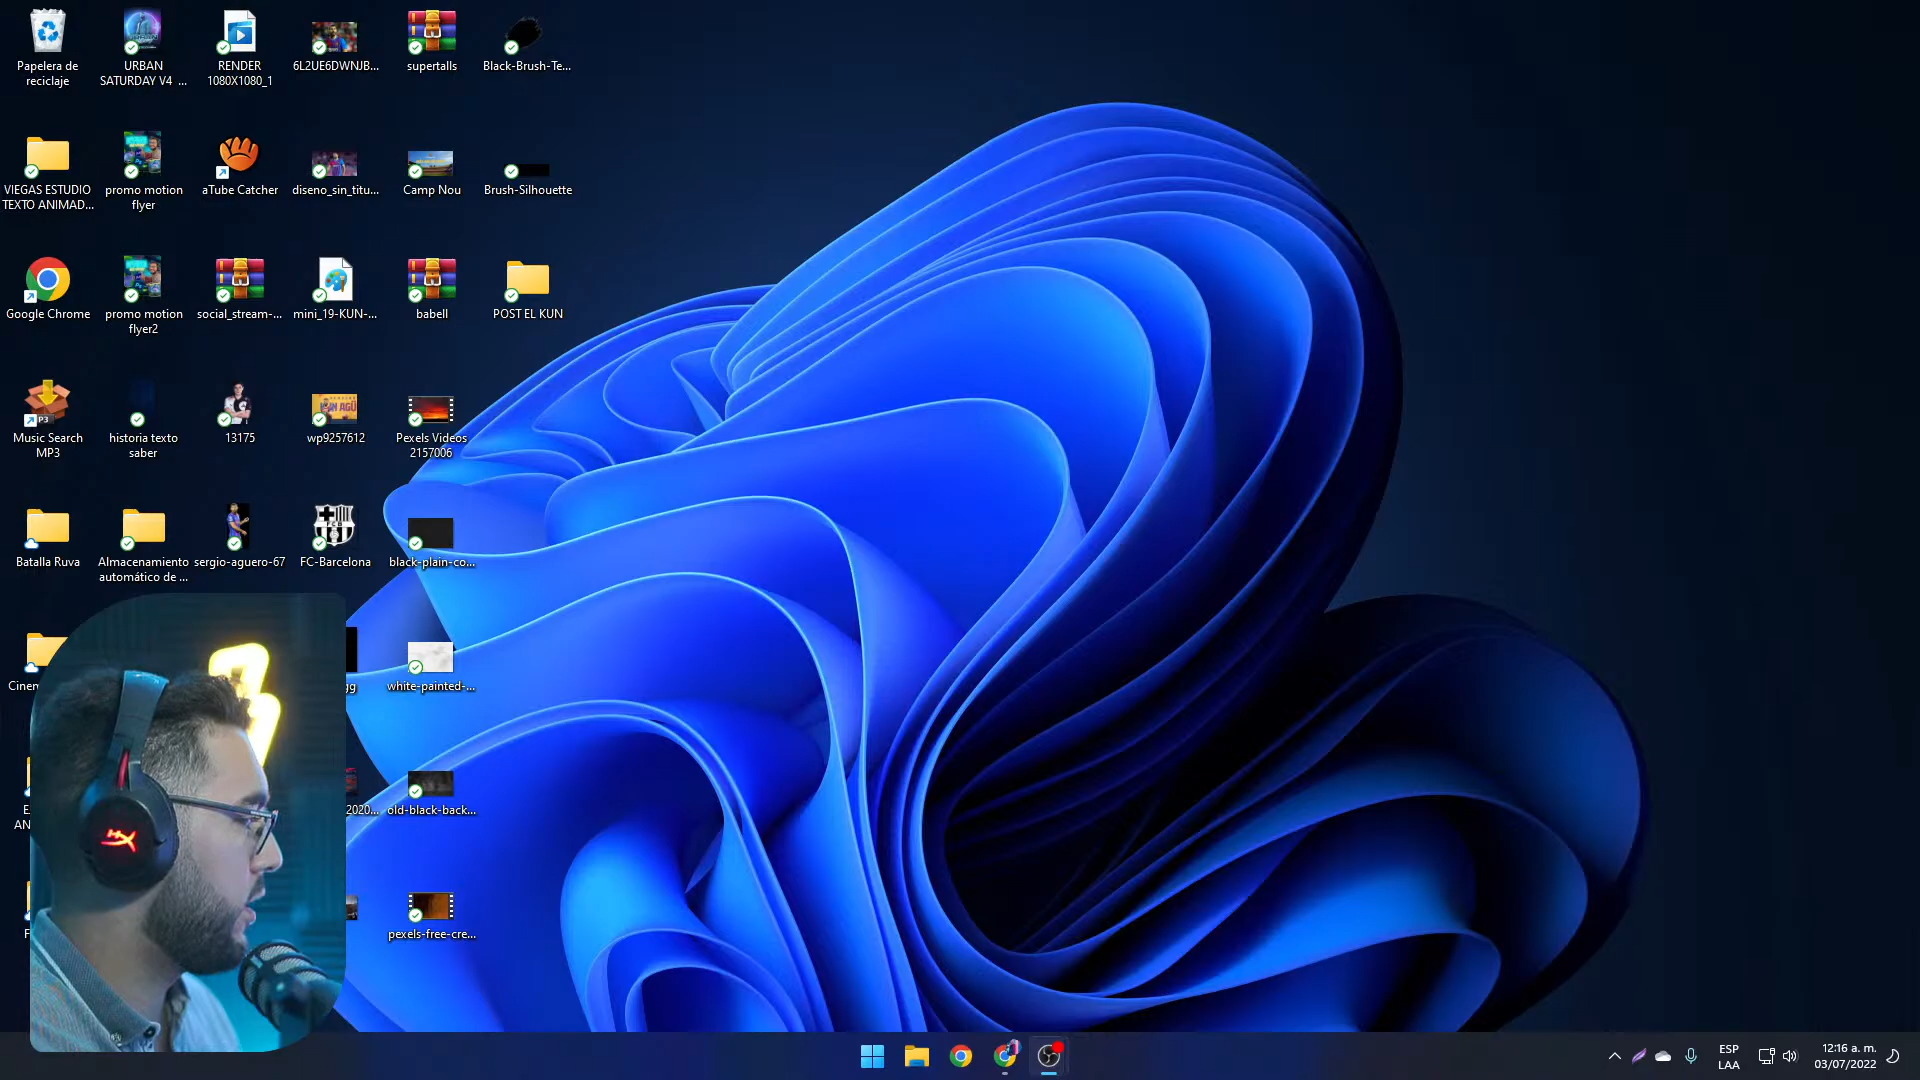 Papelera de
reciclaje
URBAN
SATURDAY V4 ...
RENDER
1080X1080_1
6L2UE6DWNJB...
supertalls
Black-Brush-Te...
VIEGAS ESTUDIO
TEXTO ANIMAD...
promo motion
flyer
aTube Catcher
diseno_sin_titu...
Camp Nou
Brush-Silhouette
Google Chrome
promo motion
flyer2
social_stream-...
mini_19-KUN-...
babell
POST EL KUN
Music Search
MP3
historia texto
saber
13175
wp9257612
Pexels Videos
2157006
Batalla Ruva
Almacenamiento
automático de ...
sergio-aguero-67
FC-Barcelona
black-plain-co...
Cinem
gg
white-painted-...
2020...
old-black-back...
AN
pexels-free-cre...
ESP
LAA
12:16 a. m.
03/07/2022